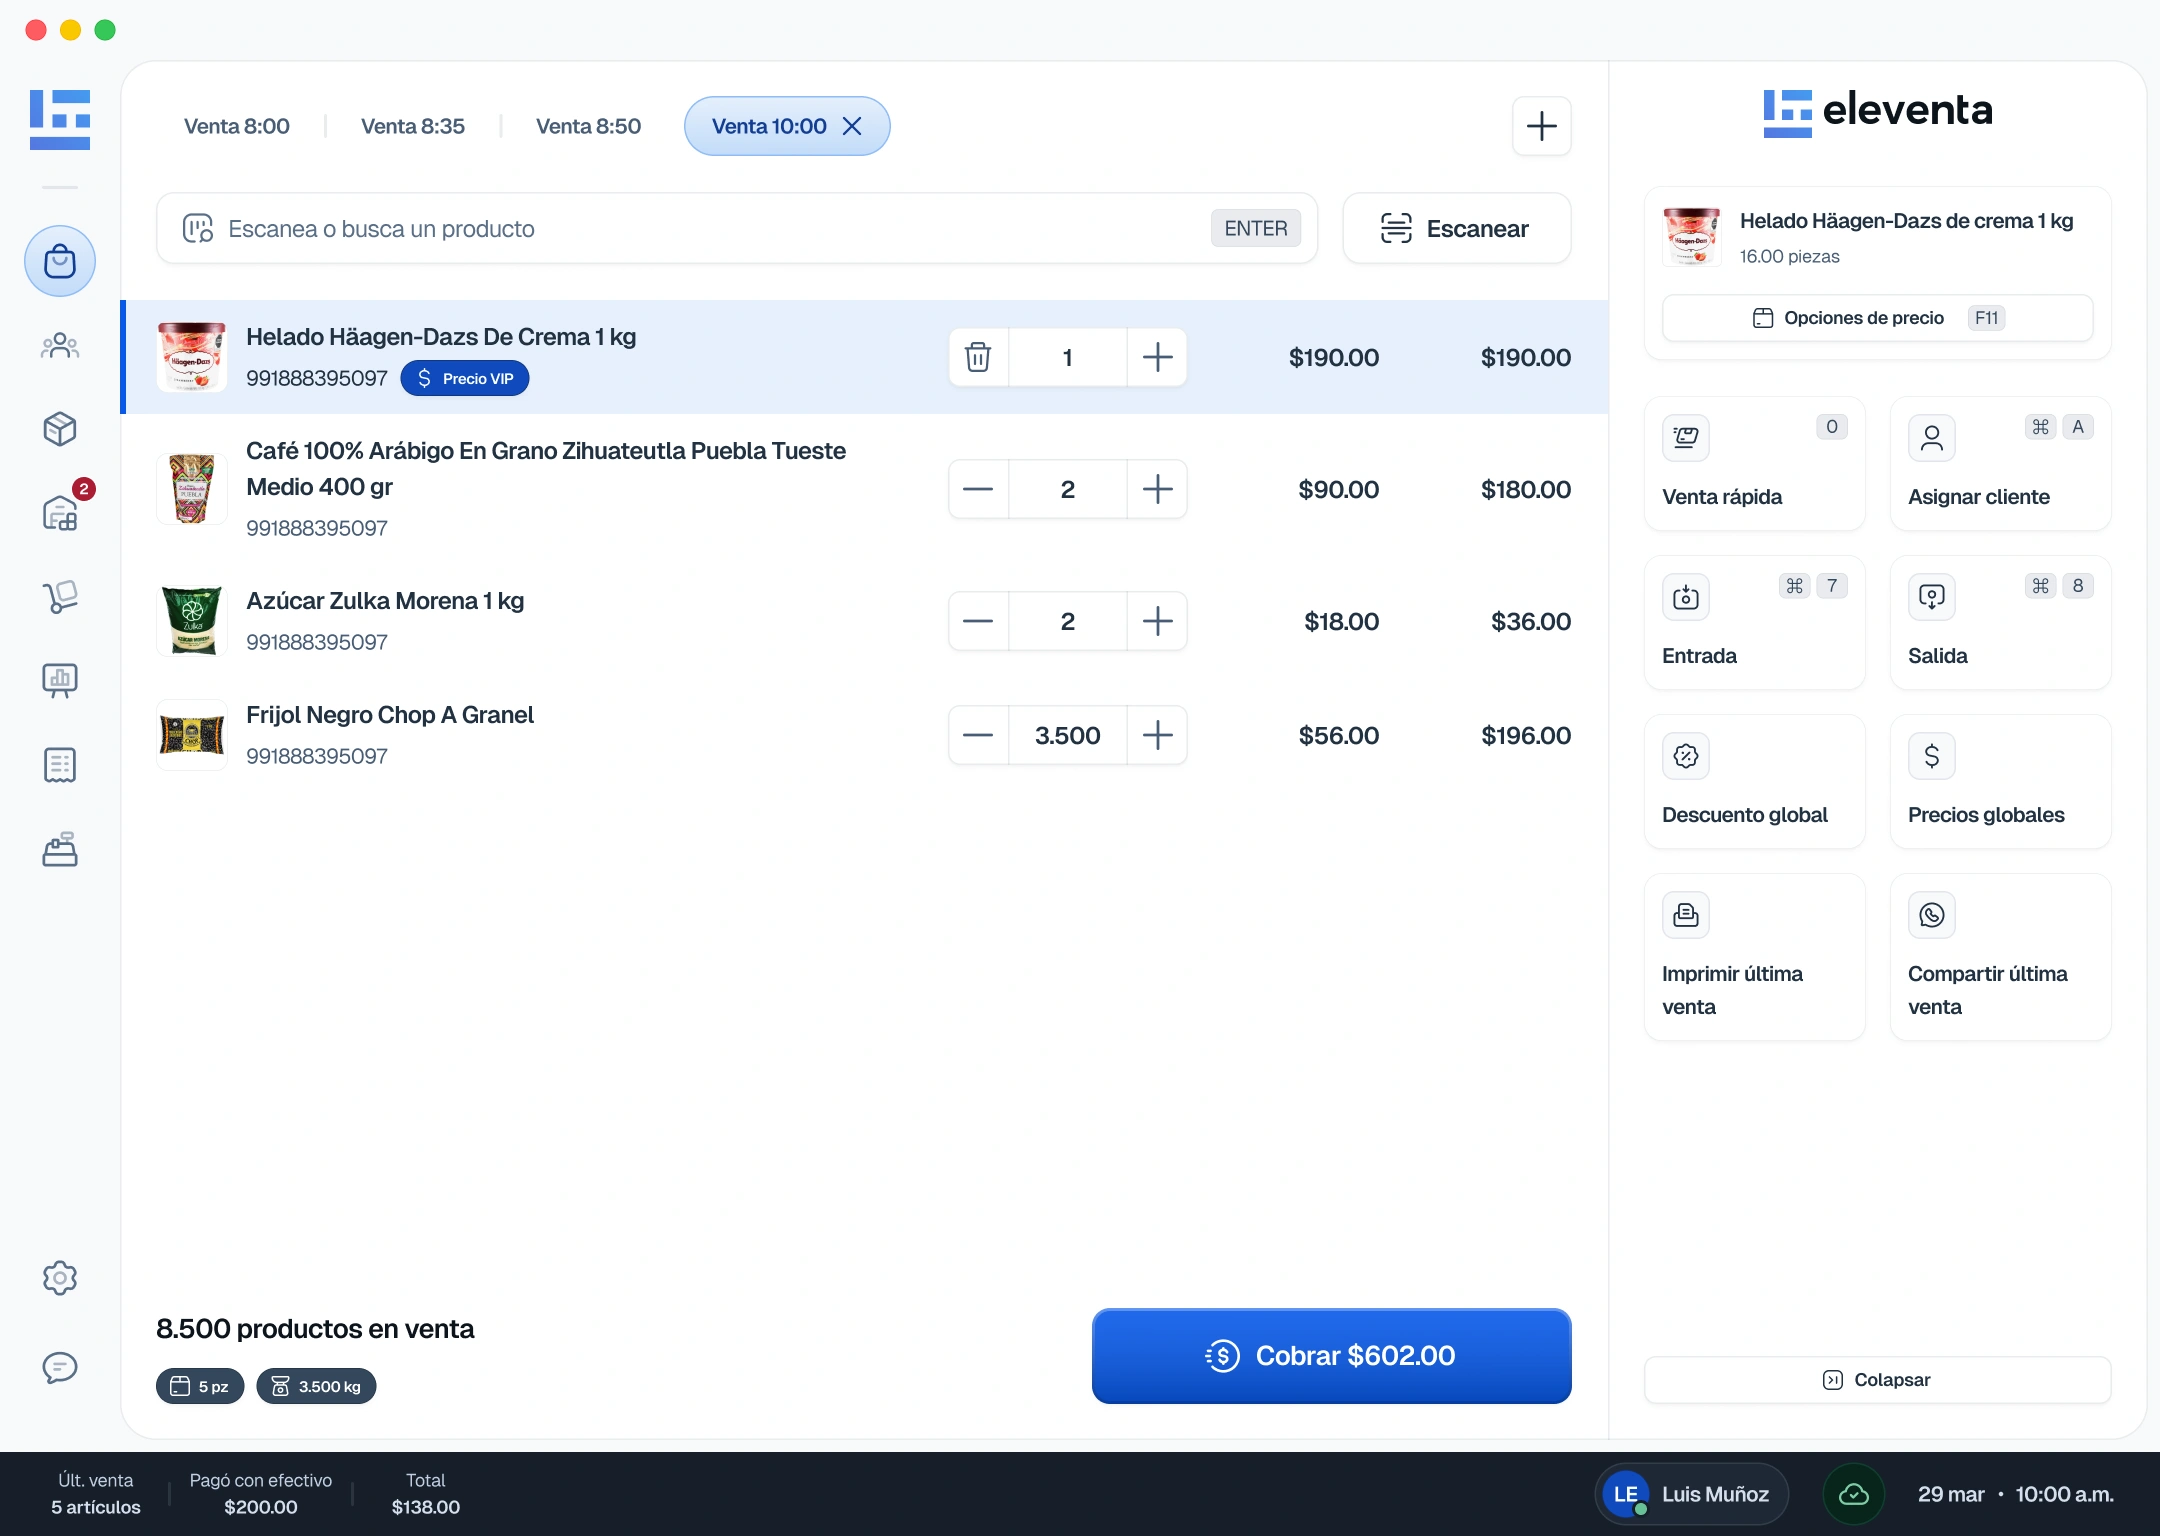 Venta 8:00
Venta 8:35
Venta 8:50
Venta 10:00
Escanea o busca un producto
ENTER
Escanear
Helado Häagen-Dazs De Crema 1 kg
991888395097
Precio VIP
1
$190.00
$190.00
Café 100% Arábigo En Grano Zihuateutla Puebla Tueste
Medio 400 gr
991888395097
2
$90.00
$180.00
Azúcar Zulka Morena 1 kg
991888395097
2
$18.00
$36.00
Frijol Negro Chop A Granel
991888395097
3.500
$56.00
$196.00
2
8.500 productos en venta
5 pz
3.500 kg
Cobrar $602.00
eleventa
Helado Häagen-Dazs de crema 1 kg
16.00 piezas
Opciones de precio
F11
0
Venta rápida
⌘ A
Asignar cliente
⌘ 7
Entrada
⌘ 8
Salida
Descuento global
Precios globales
Imprimir última
venta
Compartir última
venta
Colapsar
Últ. venta
5 artículos
Pagó con efectivo
$200.00
Total
$138.00
LE
Luis Muñoz
29 mar • 10:00 a.m.